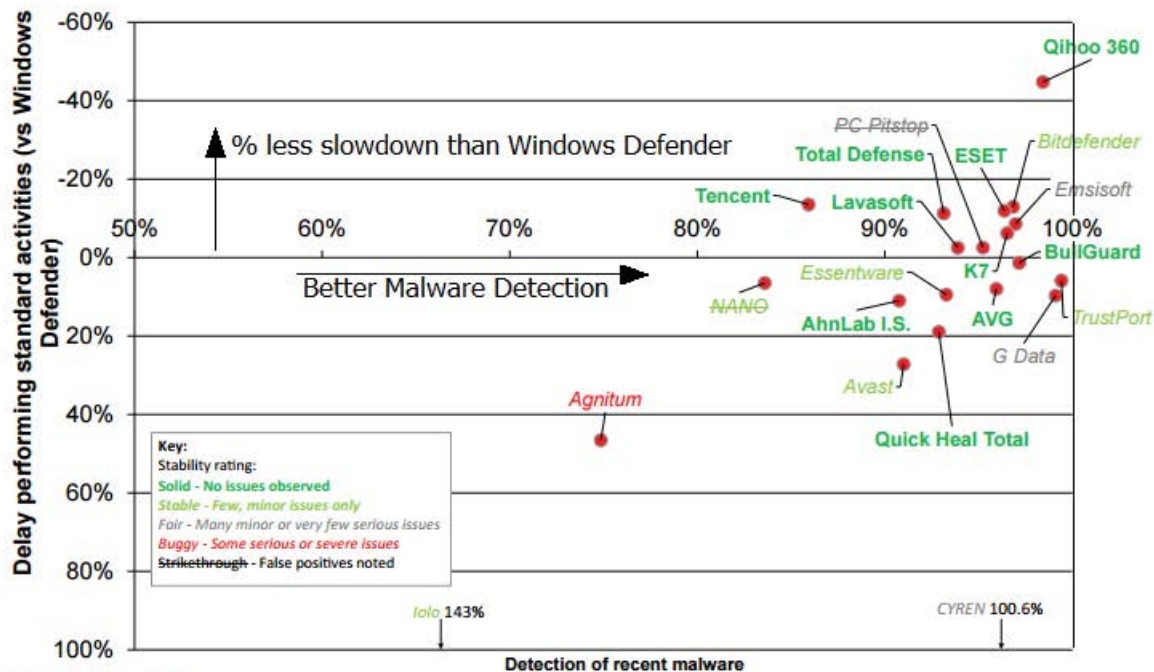 Delay performing standard activities (vs Windows
Defender)
-60%
-40%
-20%
0%
20%
40%
60%
80%
100%
50%
60%
70%
80%
90%
100%
% less slowdown than Windows Defender
Better Malware Detection
Qihoo 360
PC Pitstop
Bitdefender
Total Defense
ESET
Emsisoft
Tencent
Lavasoft
K7
BullGuard
Essentware
NANO
AhnLab I.S.
AVG
TrustPort
G Data
Avast
Agnitum
Quick Heal Total
Key:
Stability rating:
Solid - No issues observed
Stable - Few, minor issues only
Fair - Many minor or very few serious issues
Buggy - Some serious or severe issues
Strikethrough - False positives noted
Iolo 143%
CYREN 100.6%
Detection of recent malware